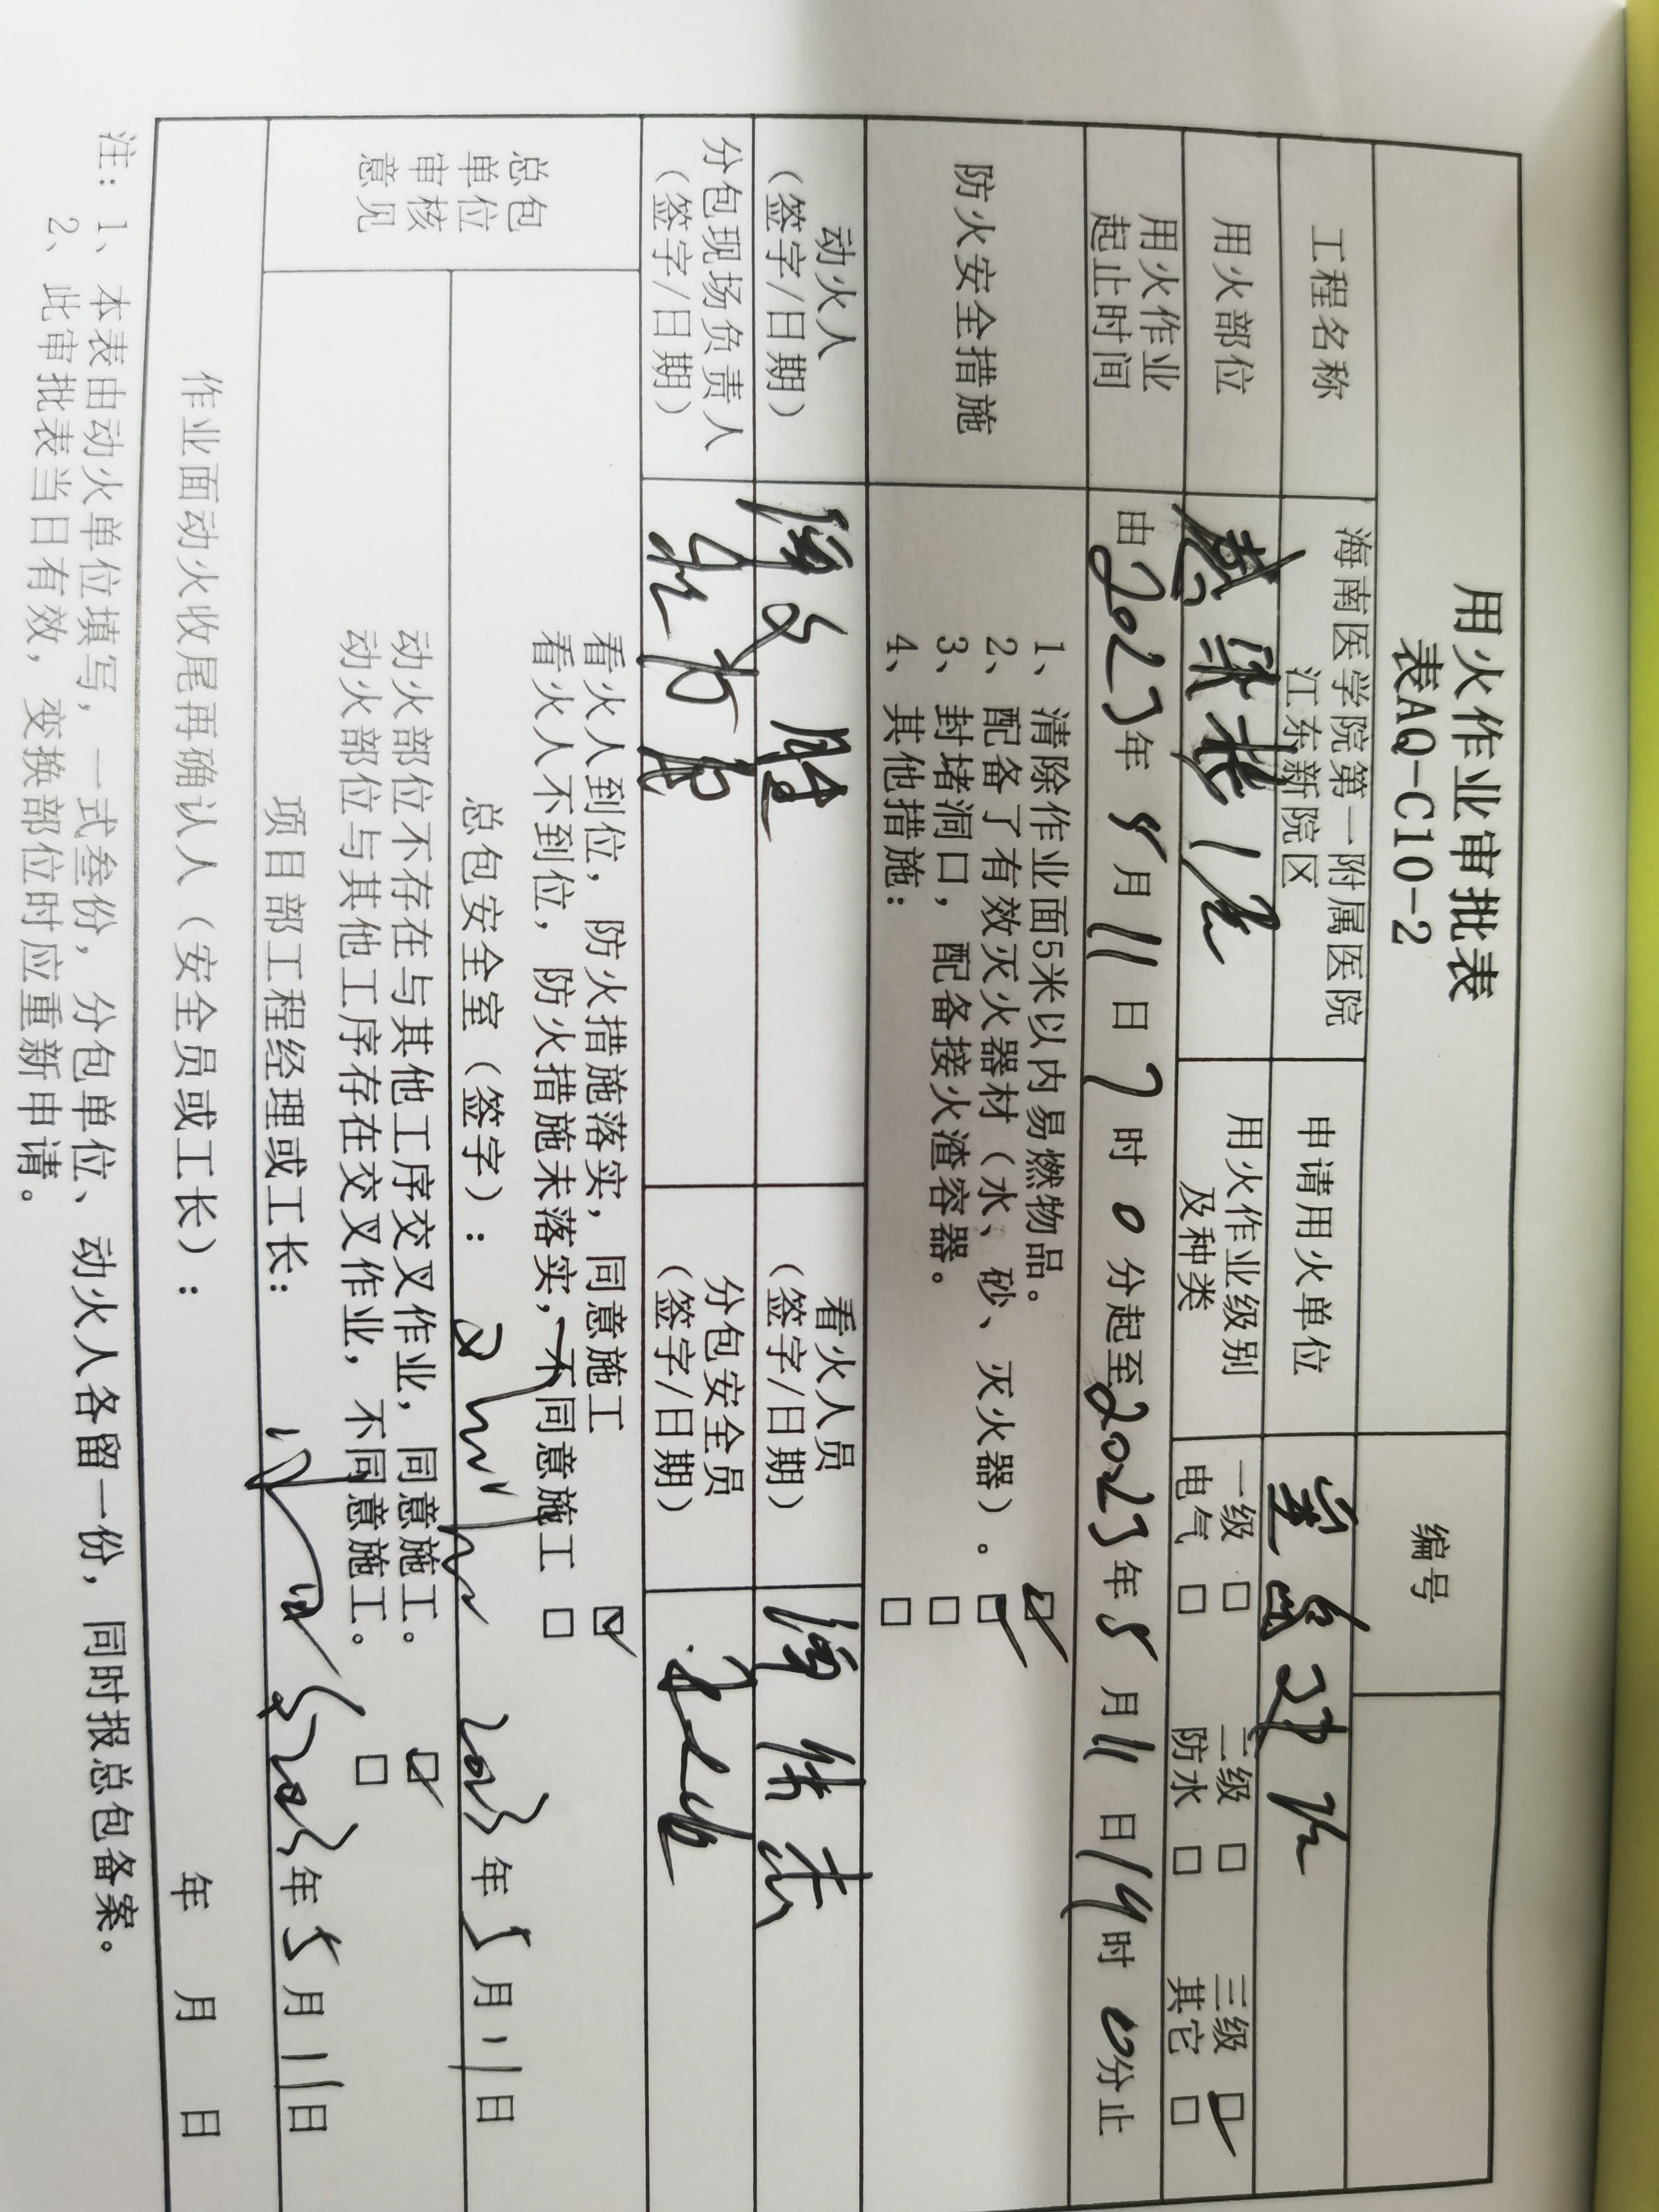 用火作业审批表
表AQ-C10-2
编号
工程名称
海南医学院第一附属医院
江东新院区
申请用火单位
用火部位
感染楼1层
用火作业级别
及种类
一级 □ 二级 □ 三级 ☑
电气 □ 防水 □ 其它 □
用火作业
起止时间
由2023年5月11日7时0分起至2023年5月11日19时0分止
防火安全措施
1、清除作业面5米以内易燃物品。 ☑
2、配备了有效灭火器材（水、砂、灭火器）。 ☑
3、封堵洞口，配备接火渣容器。 □
4、其他措施： □
动火人
（签字/日期）
谭文胜
看火人员
（签字/日期）
分包现场负责人
（签字/日期）
分包安全员
（签字/日期）
总包
单位
审核
意见
看火人到位，防火措施落实，同意施工 ☑
看火人不到位，防火措施未落实，不同意施工 □
总包安全室（签字）： 2023年5月11日
动火部位不存在与其他工序交叉作业，同意施工。 ☑
动火部位与其他工序存在交叉作业，不同意施工。 □
项目部工程经理或工长： 2023年5月11日
作业面动火收尾再确认人（安全员或工长）： 年 月 日
注：1、本表由动火单位填写，一式叁份，分包单位、动火人各留一份，同时报总包备案。
2、此审批表当日有效，变换部位时应重新申请。